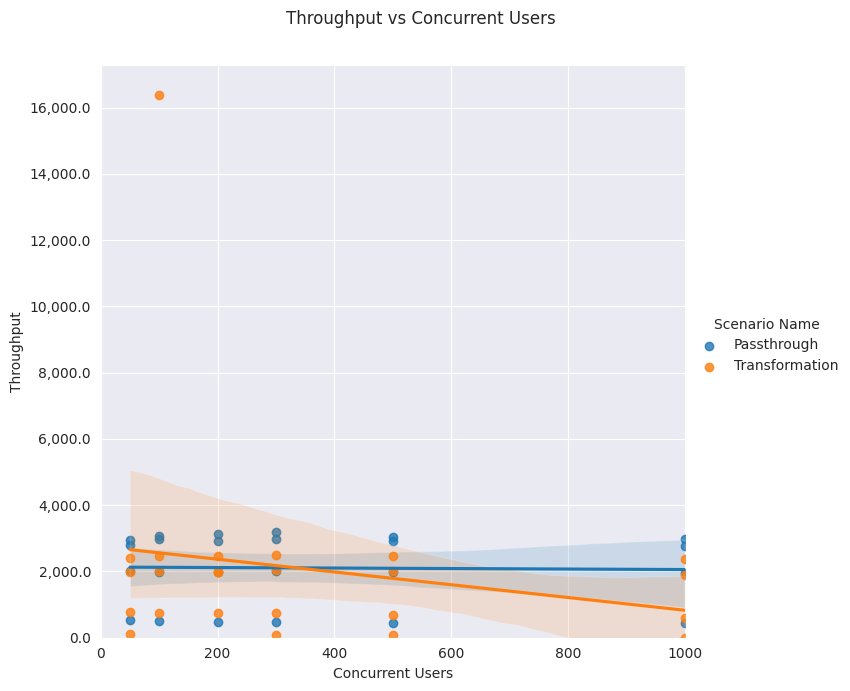 Throughput vs Concurrent Users
16,000.0
14,000.0
12,000.0
10,000.0
8,000.0
6,000.0
4,000.0
2,000.0
0.0
Throughput
0
200
400
600
800
1000
Concurrent Users
Scenario Name
Passthrough
Transformation